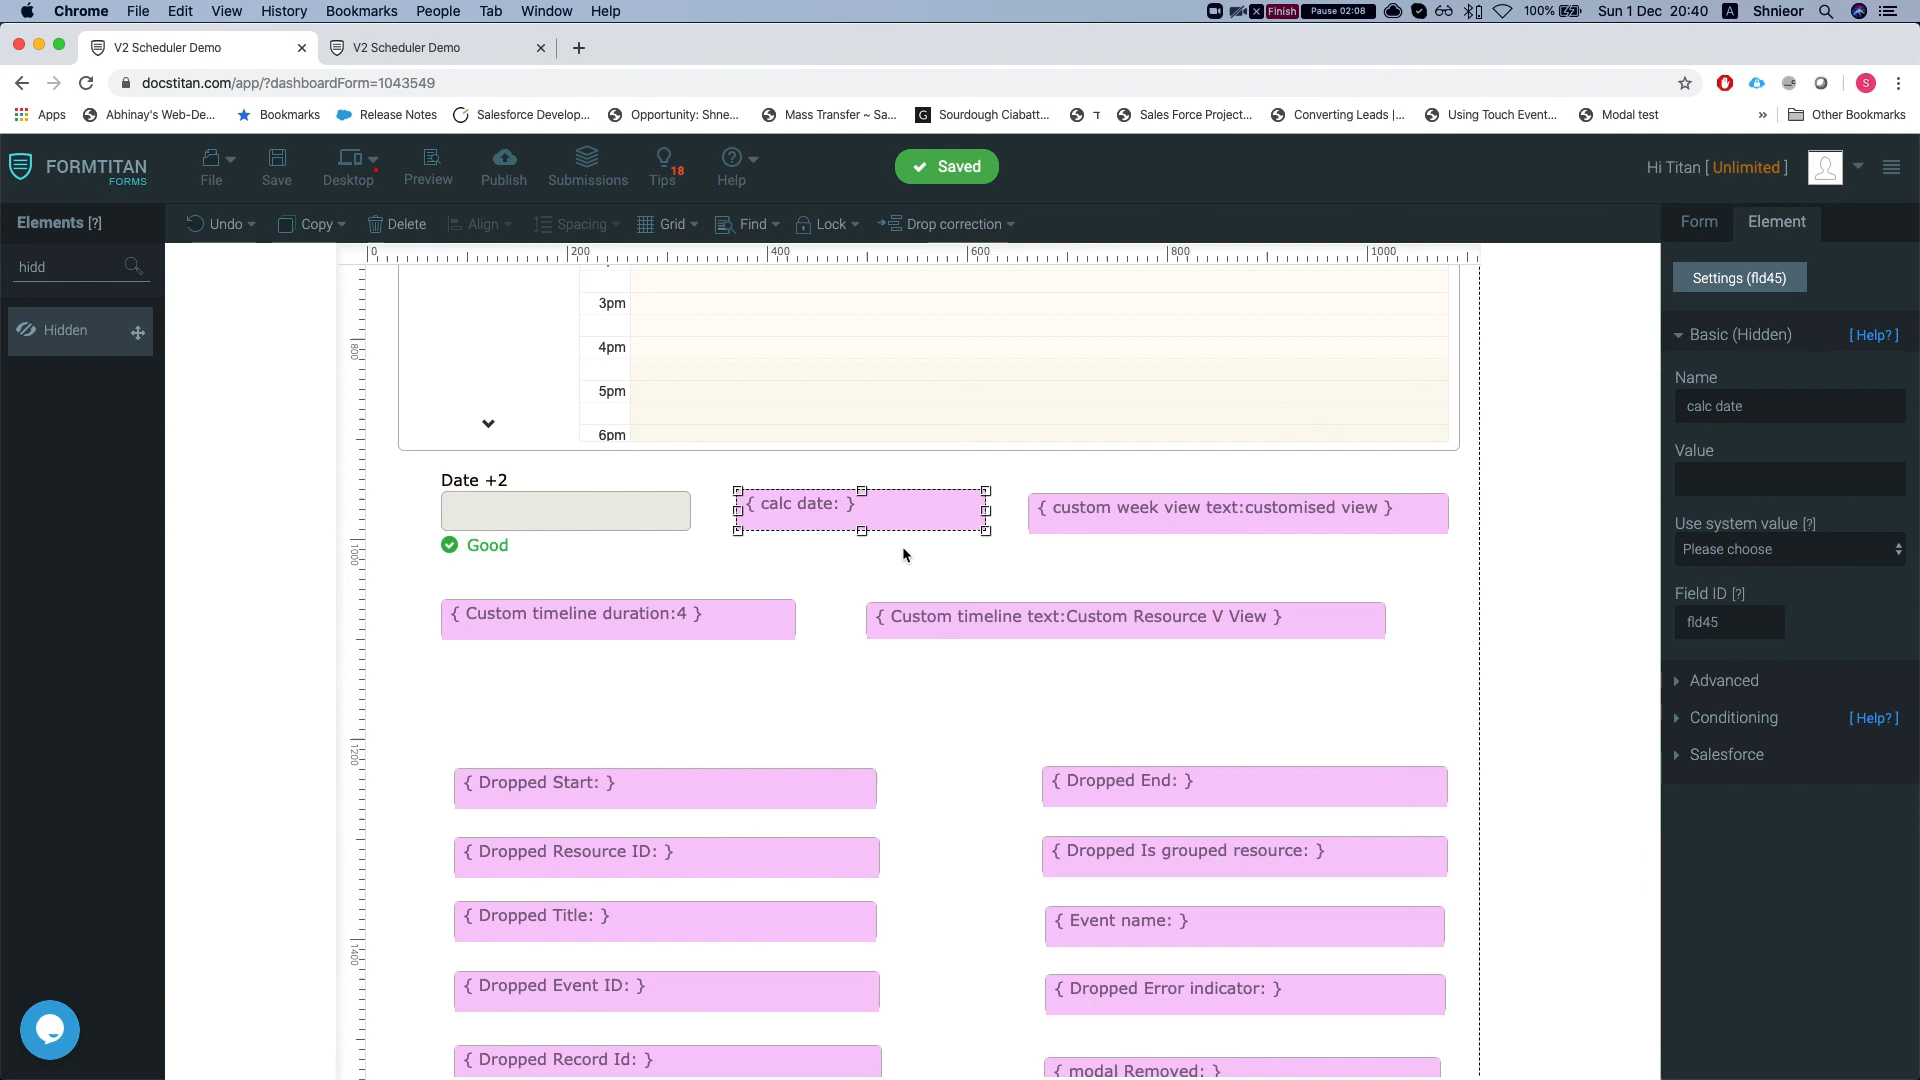 Chrome File Edit View History Bookmarks People Tab Window Help
Finish Pause 02:08 100% Sun 1 Dec 20:40 A Shnieor
V2 Scheduler Demo
V2 Scheduler Demo
docstitan.com/app/?dashboardForm=1043549
S
Apps Abhinay's Web-De... Bookmarks Release Notes Salesforce Develop... Opportunity: Shne... Mass Transfer ~ Sa... G Sourdough Ciabatt... T Sales Force Project... Converting Leads |... Using Touch Event... Modal test » Other Bookmarks
FORMTITAN
FORMS
File Save Desktop Preview Publish Submissions Tips 18 Help
Saved
Hi Titan [ Unlimited ]
Elements [?]
Undo Copy Delete Align Spacing Grid Find Lock Drop correction
Form Element
hidd
Hidden
0 200 400 600 800 1000
800
1000
1200
1400
3pm
4pm
5pm
6pm
Date +2
Good
{ calc date: }
{ custom week view text:customised view }
{ Custom timeline duration:4 }
{ Custom timeline text:Custom Resource V View }
{ Dropped Start: }
{ Dropped End: }
{ Dropped Resource ID: }
{ Dropped Is grouped resource: }
{ Dropped Title: }
{ Event name: }
{ Dropped Event ID: }
{ Dropped Error indicator: }
{ Dropped Record Id: }
{ modal Removed: }
Settings (fld45)
Basic (Hidden) [ Help? ]
Name
calc date
Value
Use system value [?]
Please choose
Field ID [?]
fld45
Advanced
Conditioning [ Help? ]
Salesforce